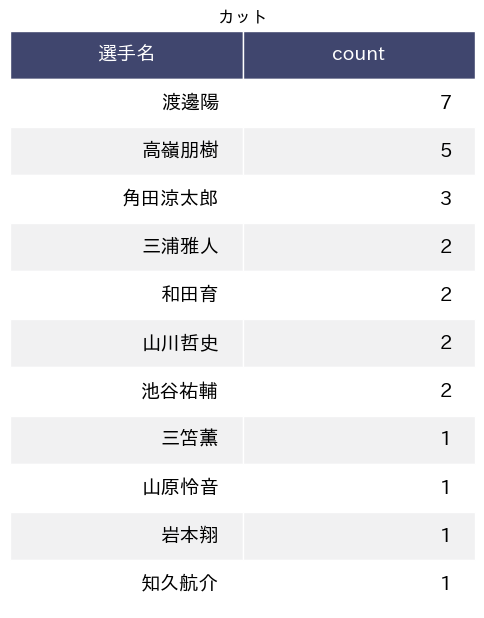 カット
選手名 count
渡邊陽 7
高嶺朋樹 5
角田涼太郎 3
三浦雅人 2
和田育 2
山川哲史 2
池谷祐輔 2
三笘薫 1
山原怜音 1
岩本翔 1
知久航介 1